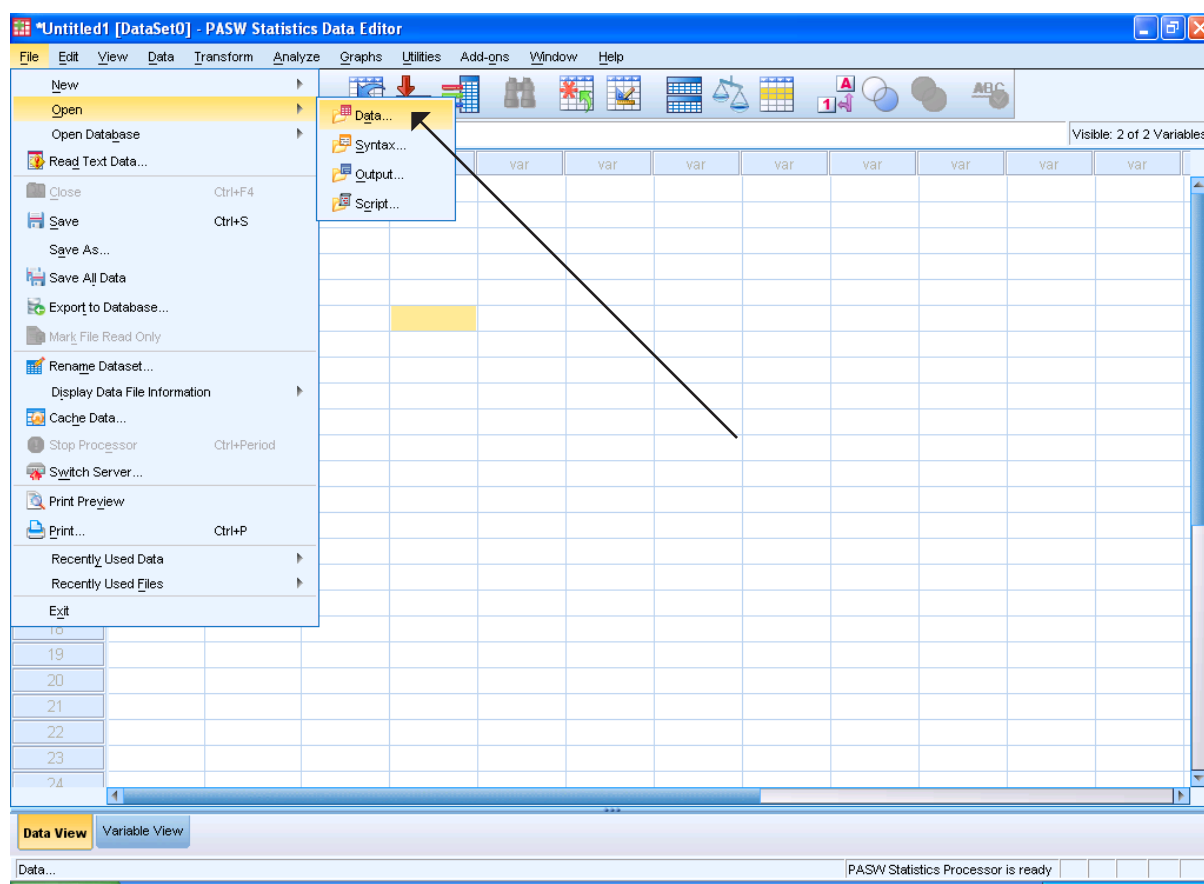 *Untitled1 [DataSet0] - PASW Statistics Data Editor
File Edit View Data Transform Analyze Graphs Utilities Add-ons Window Help
New
Open
Open Database
Read Text Data...
Close Ctrl+F4
Save Ctrl+S
Save As...
Save All Data
Export to Database...
Mark File Read Only
Rename Dataset...
Display Data File Information
Cache Data...
Stop Processor Ctrl+Period
Switch Server...
Print Preview
Print... Ctrl+P
Recently Used Data
Recently Used Files
Exit
Data...
Syntax...
Output...
Script...
A
1
ABC
Visible: 2 of 2 Variables
var var var var var var var var
18
19
20
21
22
23
24
Data View Variable View
Data... PASW Statistics Processor is ready